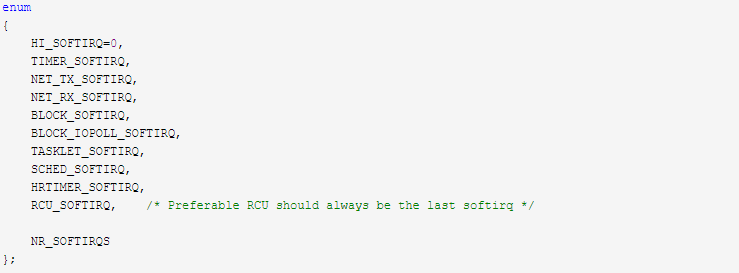 enum
{
    HI_SOFTIRQ=0,
    TIMER_SOFTIRQ,
    NET_TX_SOFTIRQ,
    NET_RX_SOFTIRQ,
    BLOCK_SOFTIRQ,
    BLOCK_IOPOLL_SOFTIRQ,
    TASKLET_SOFTIRQ,
    SCHED_SOFTIRQ,
    HRTIMER_SOFTIRQ,
    RCU_SOFTIRQ,    /* Preferable RCU should always be the last softirq */
    NR_SOFTIRQS
};